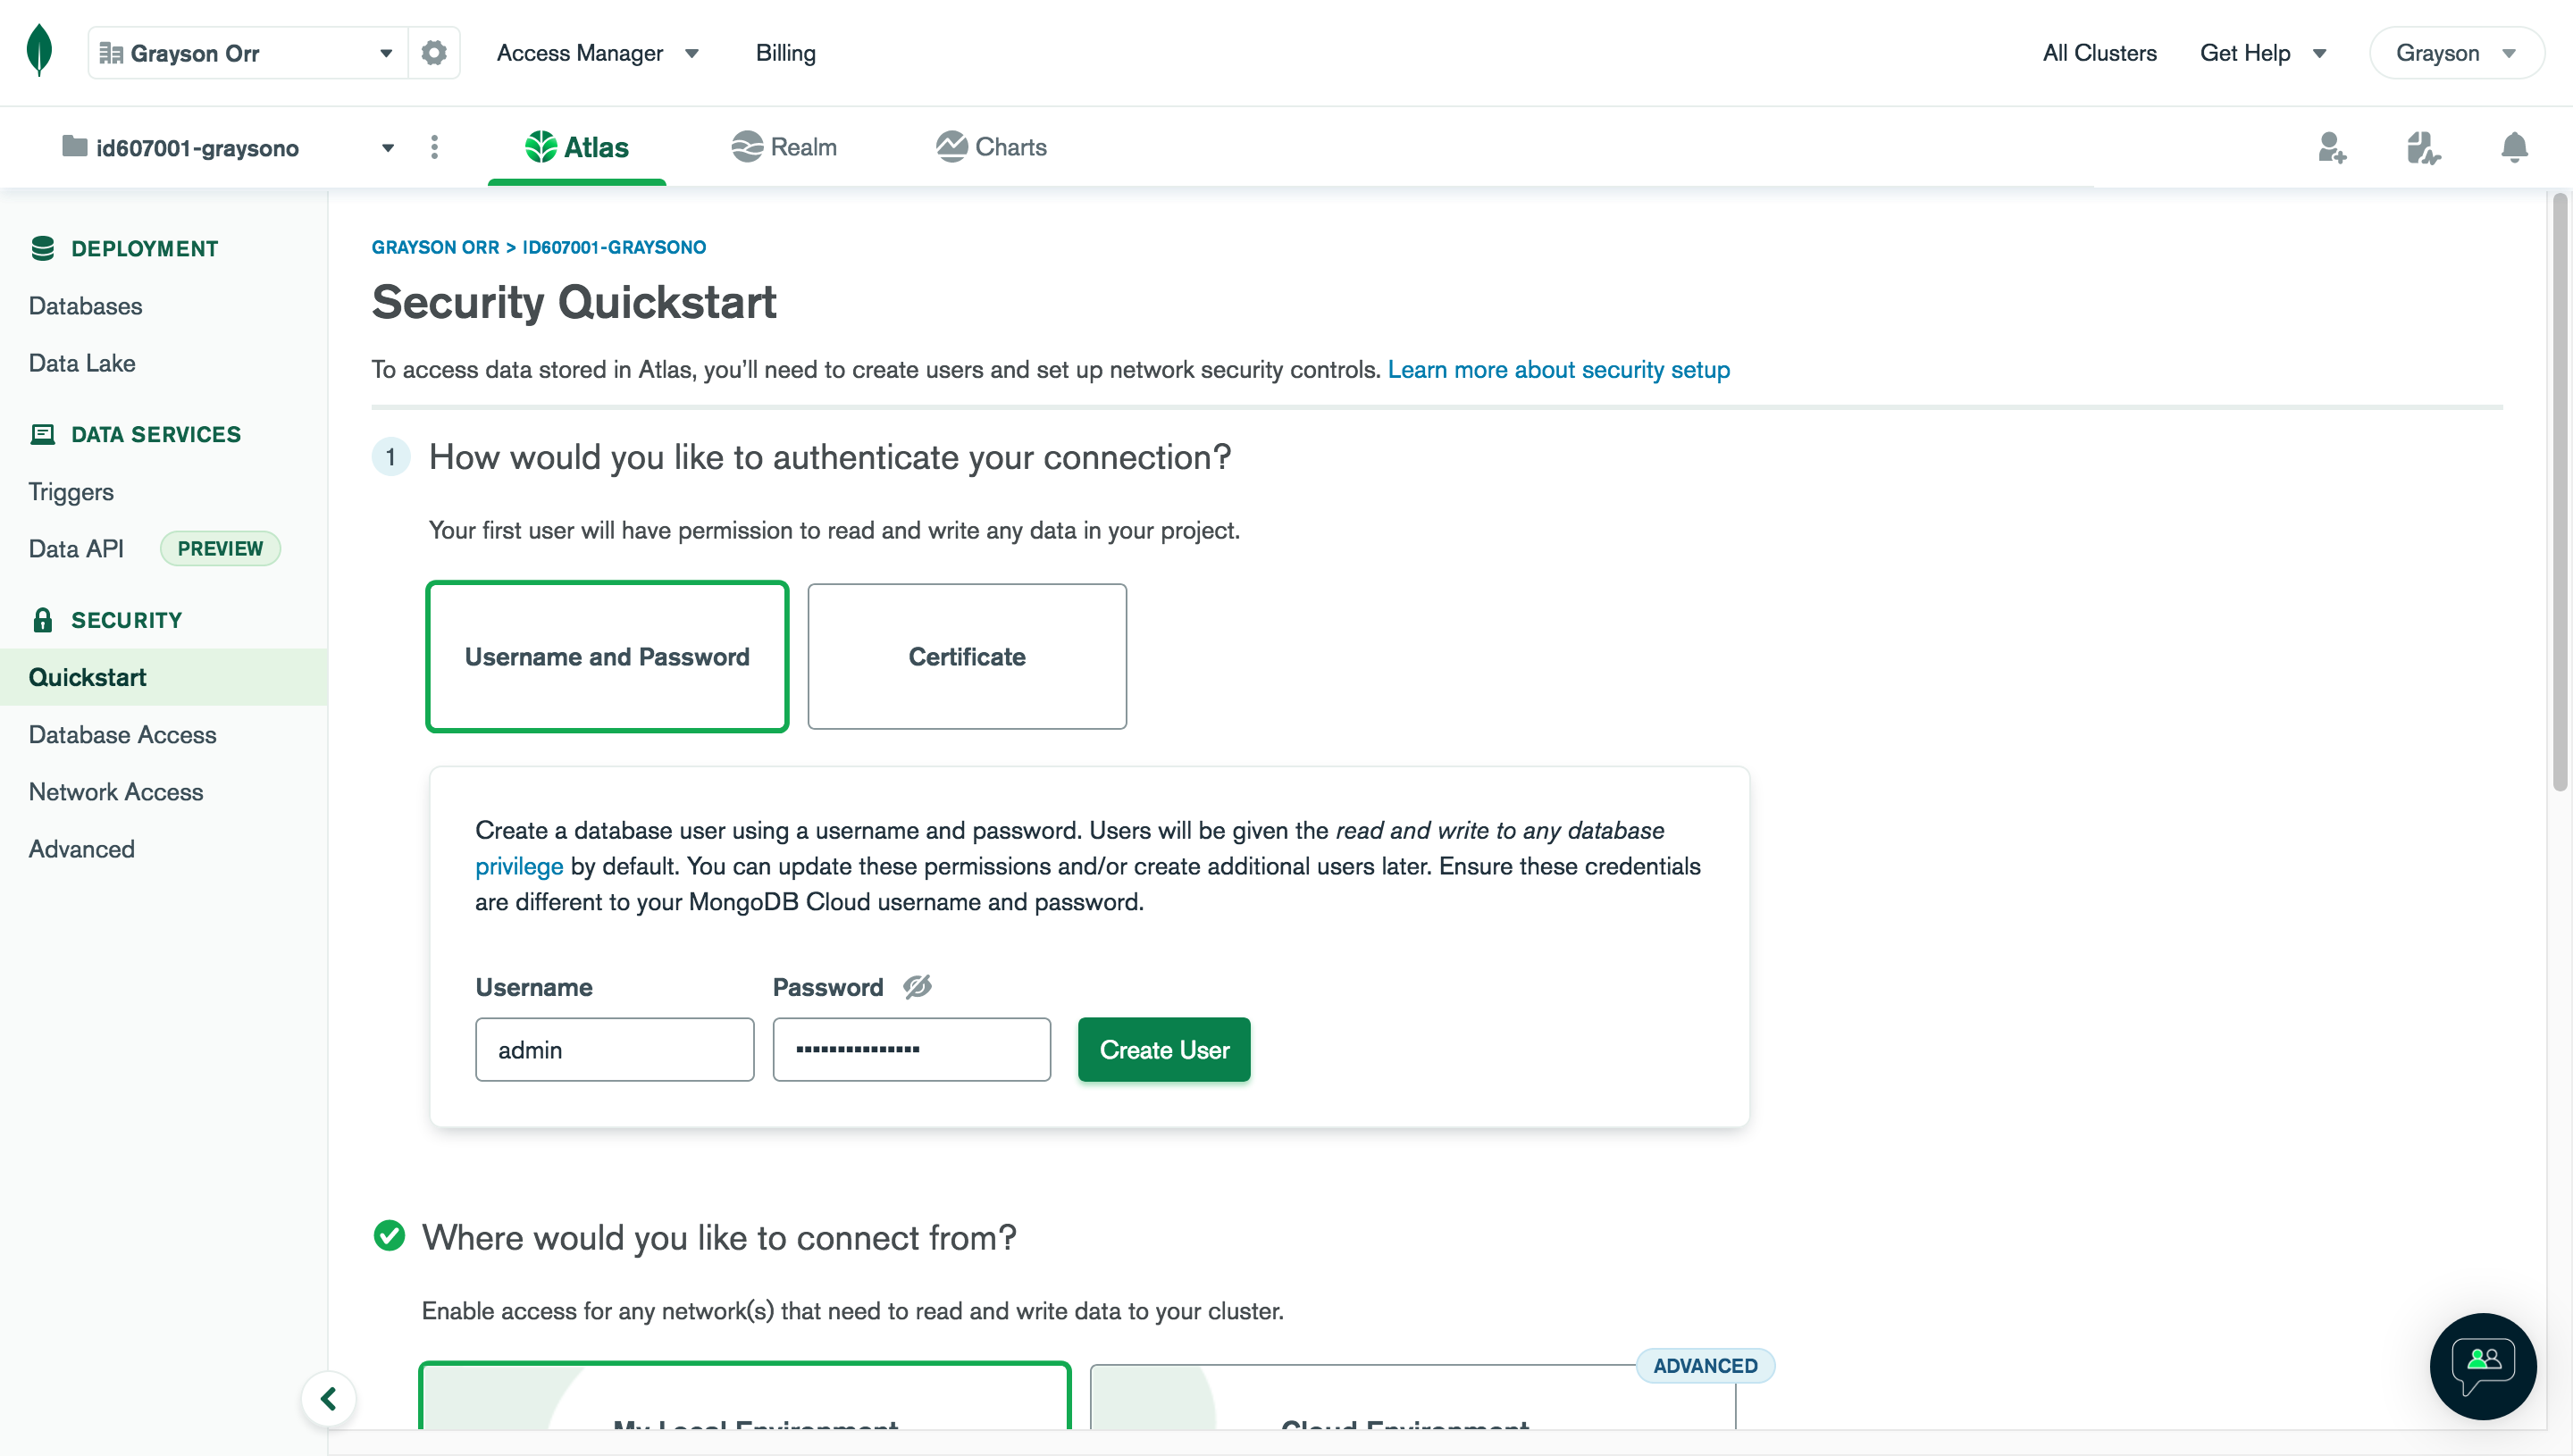 Grayson Orr
Access Manager
Billing
All Clusters
Get Help
Grayson
id607001-graysono
Atlas
Realm
Charts
DEPLOYMENT
Databases
Data Lake
DATA SERVICES
Triggers
Data API
PREVIEW
SECURITY
Quickstart
Database Access
Network Access
Advanced
GRAYSON ORR > ID607001-GRAYSONO
Security Quickstart
To access data stored in Atlas, you’ll need to create users and set up network security controls. Learn more about security setup
1
How would you like to authenticate your connection?
Your first user will have permission to read and write any data in your project.
Username and Password
Certificate
Create a database user using a username and password. Users will be given the read and write to any database
privilege by default. You can update these permissions and/or create additional users later. Ensure these credentials
are different to your MongoDB Cloud username and password.
Username
Password
admin
Create User
Where would you like to connect from?
Enable access for any network(s) that need to read and write data to your cluster.
ADVANCED
My Local Environment
Cloud Environment